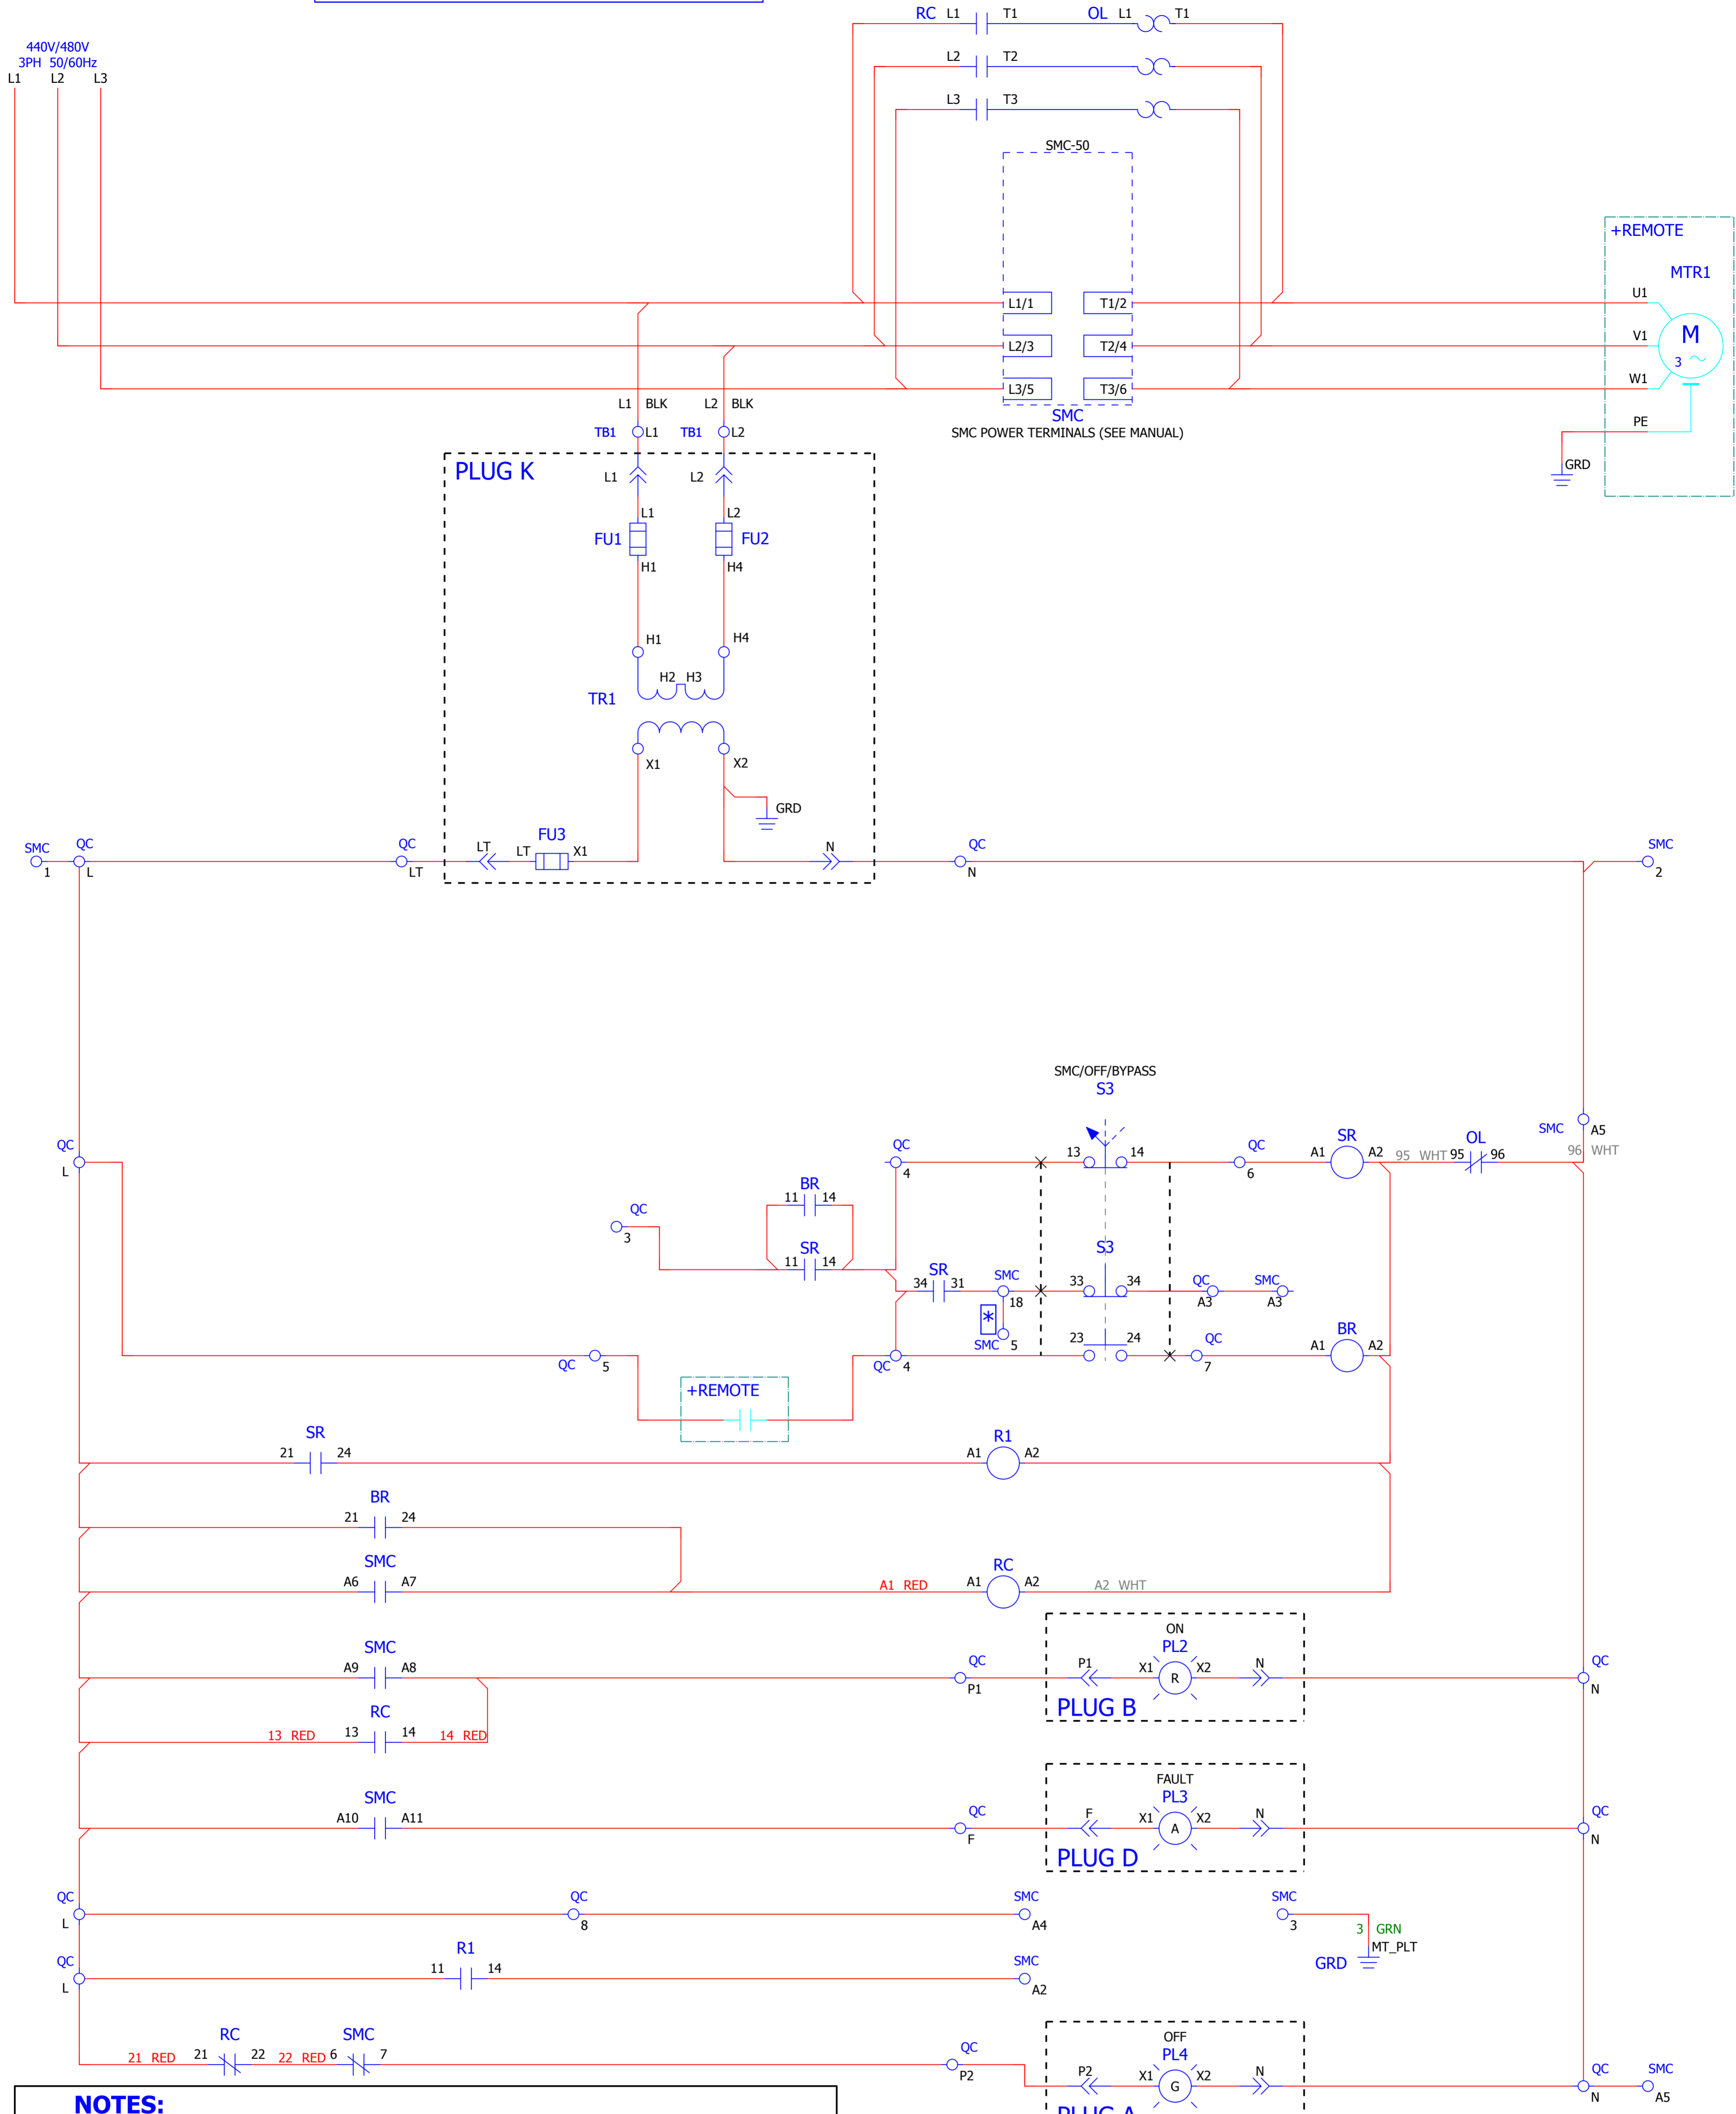 RC L1 T1 OL L1 T1
440V/480V
3PH 50/60Hz
L1 L2 L3
L2 T2
L3 T3
SMC-50
+REMOTE
MTR1
L1/1 T1/2 U1
M
3
L2/3 T2/4 V1
L3/5 T3/6 W1
L1 BLK L2 BLK
SMC
PE
TB1 L1 TB1 L2
SMC POWER TERMINALS (SEE MANUAL)
PLUG K
GRD
L1 L2
L1 L2
FU1 FU2
H1 H4
H1 H4
H2 H3
TR1
X1 X2
GRD
SMC QC QC FU3 N QC SMC
LT LT X1
1 L LT N 2
SMC/OFF/BYPASS
S3
SMC A5
QC QC 13 14 QC SR OL
A1 A2 95 WHT 95 96 96 WHT
L 4 6
BR
11 14
QC
3
SR S3
11 14
SR SMC 33 34 QC SMC
34 31
18 A3 A3
*
SMC 5 23 24 QC BR
A1 A2
QC 5 QC 4 7
+REMOTE
SR R1
21 24 A1 A2
BR
21 24
SMC RC
A6 A7 A1 RED A1 A2 A2 WHT
ON
SMC PL2
A9 A8 QC P1 X1 R X2 N QC
P1 N
PLUG B
RC
13 RED 13 14 14 RED
FAULT
SMC PL3
A10 A11 QC F X1 A X2 N QC
F N
PLUG D
QC QC SMC SMC
L 8 A4 3
3 GRN
MT_PLT
GRD
QC R1 SMC
11 14
L A2
OFF
RC SMC PL4
21 RED 21 22 22 RED 6 7 QC P2 X1 G X2 N QC SMC
P2 N A5
NOTES:
PLUG A